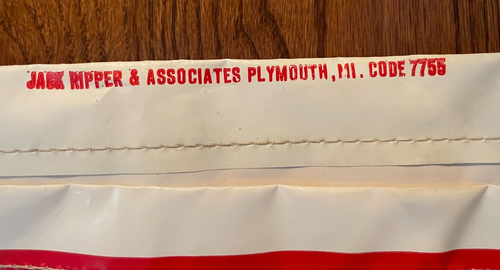 JACK RIPPER & ASSOCIATES PLYMOUTH, MI. CODE 7755